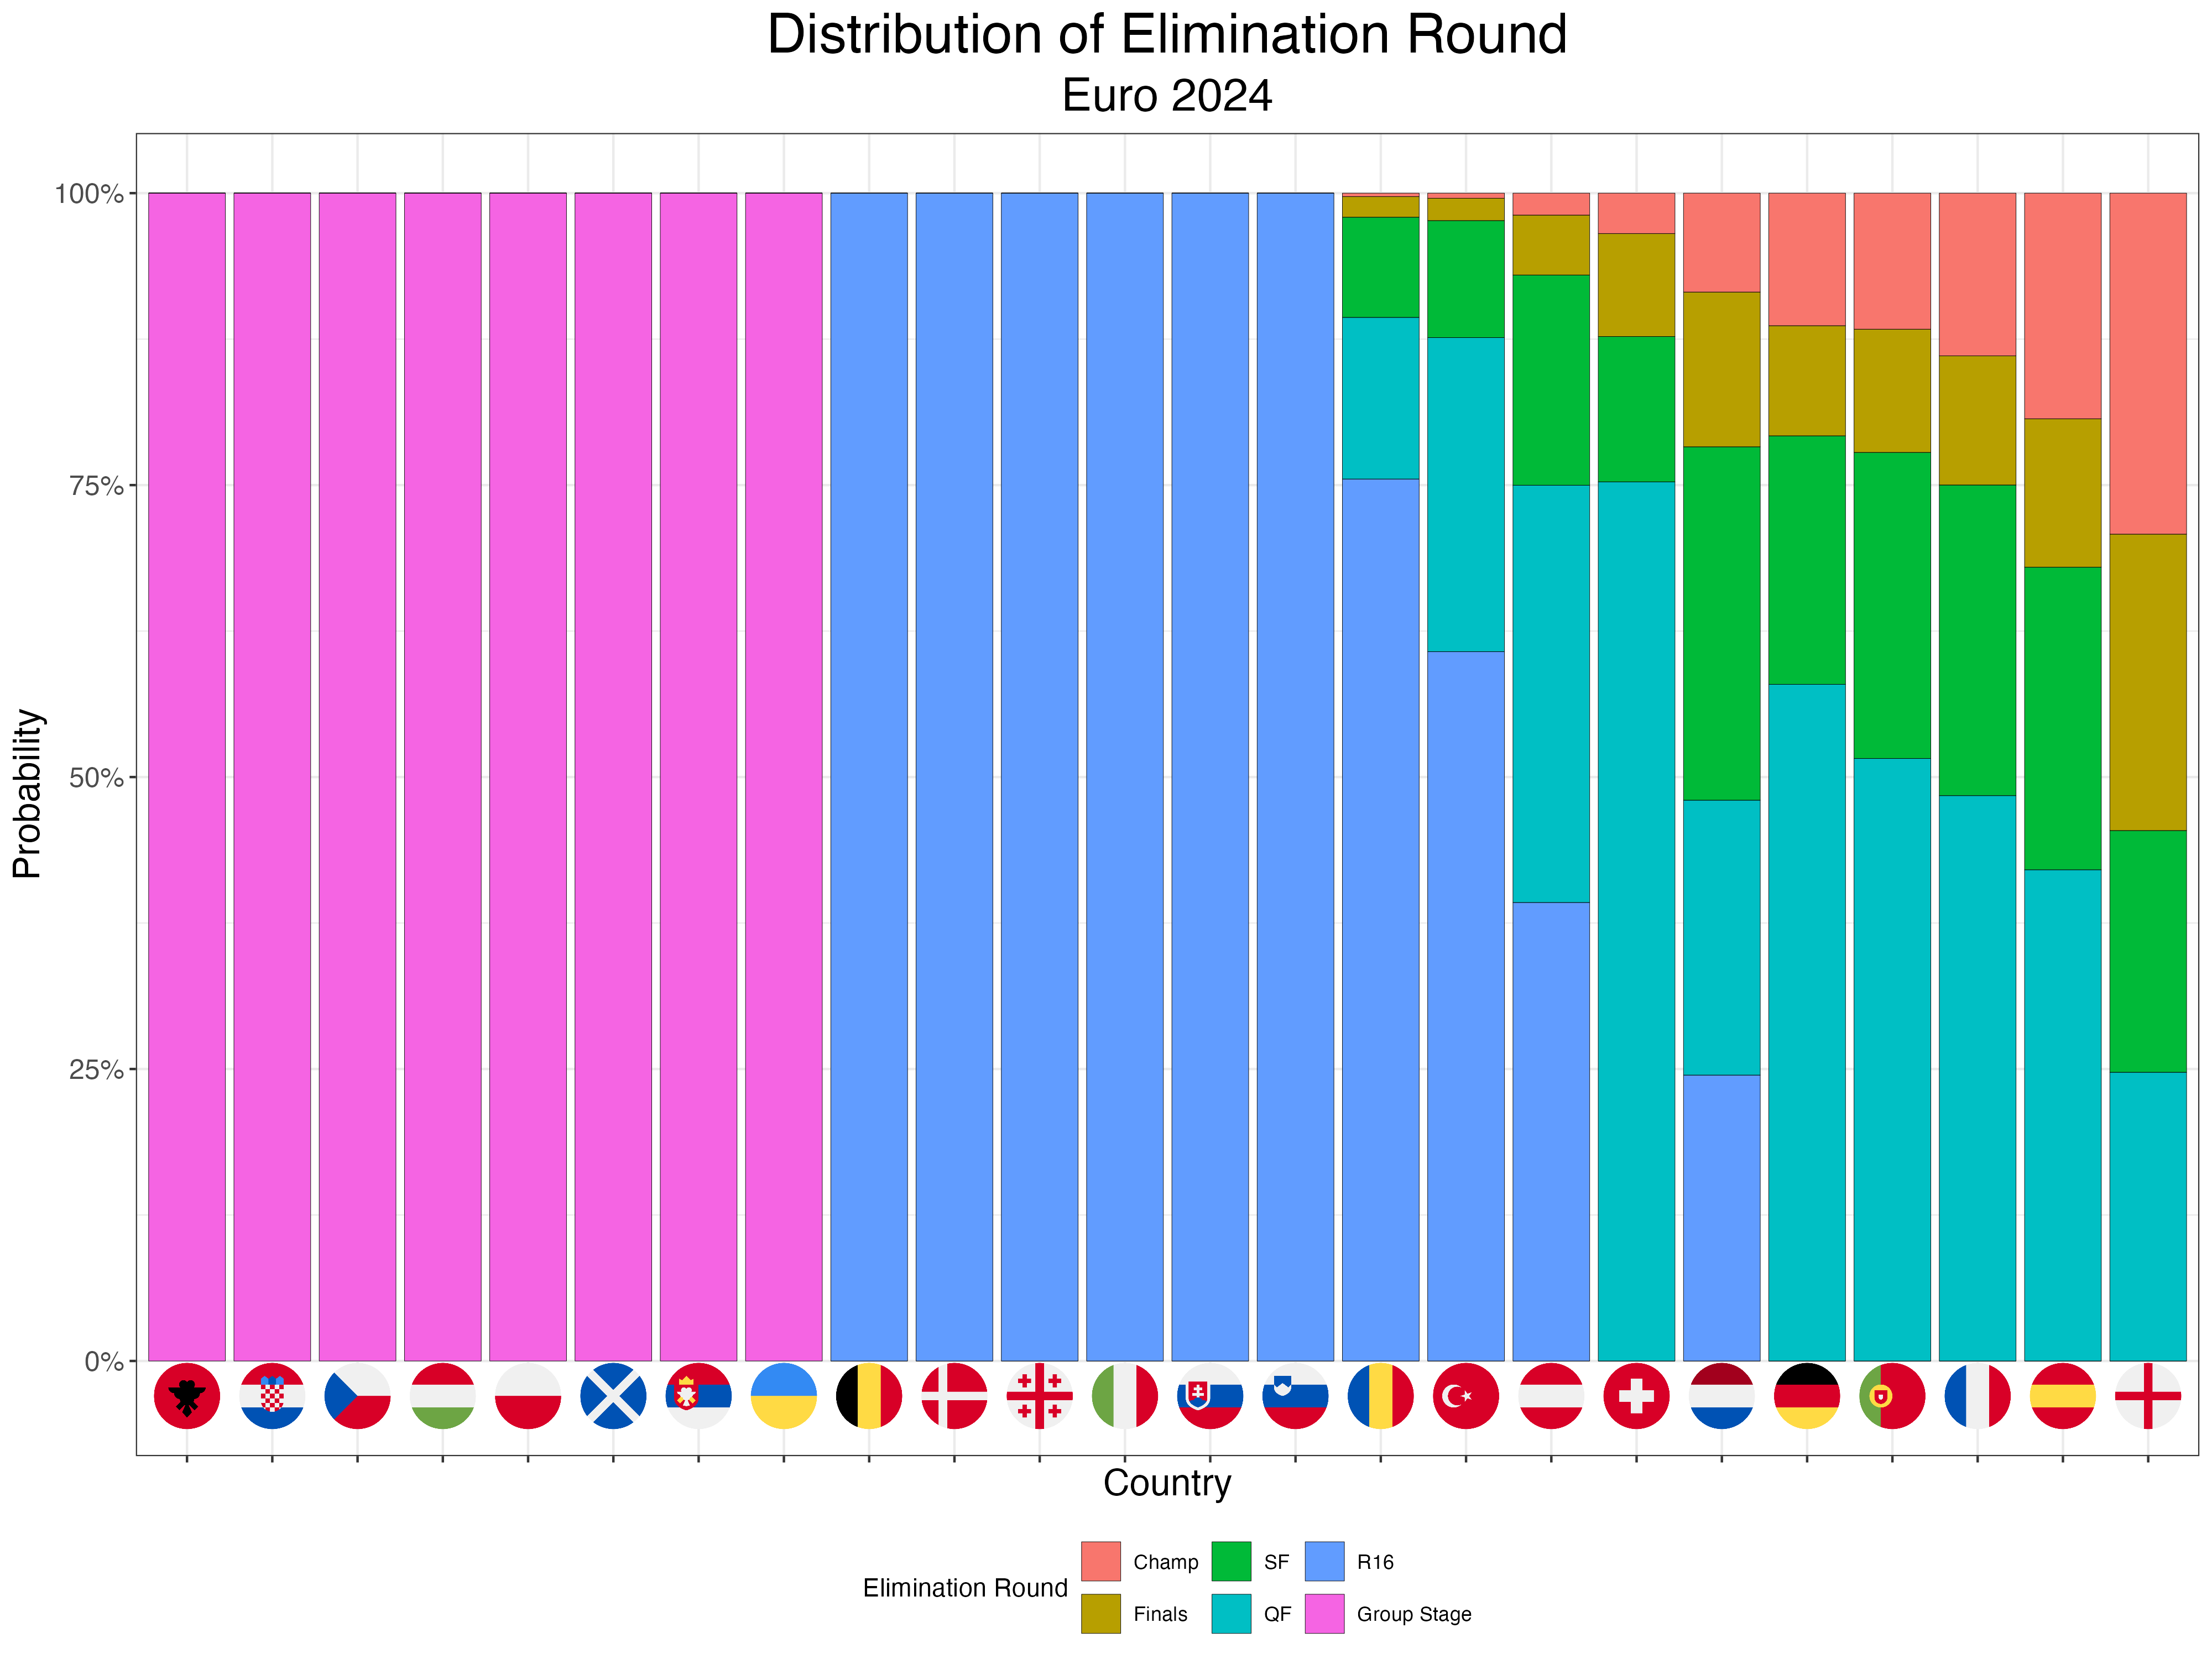 Distribution of Elimination Round
Euro 2024
Probability
100%
75%
50%
25%
0%
Country
Elimination Round
Champ
SF
R16
Finals
QF
Group Stage